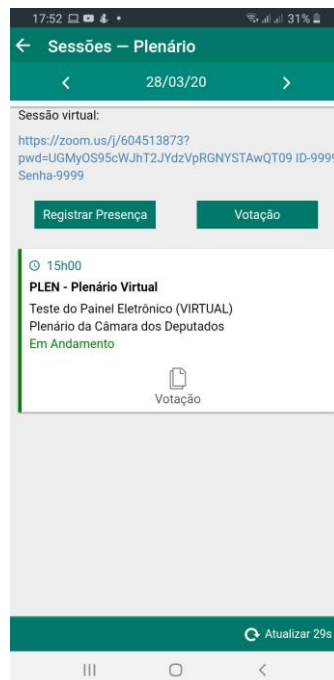 17:52
31%
Sessões — Plenário
28/03/20
Sessão virtual:
https://zoom.us/j/604513873?
pwd=UGMyOS95cWJhT2JYdzVpRGNYSTAwQT09 ID-9999
Senha-9999
Registrar Presença
Votação
15h00
PLEN - Plenário Virtual
Teste do Painel Eletrônico (VIRTUAL)
Plenário da Câmara dos Deputados
Em Andamento
Votação
Atualizar 29s